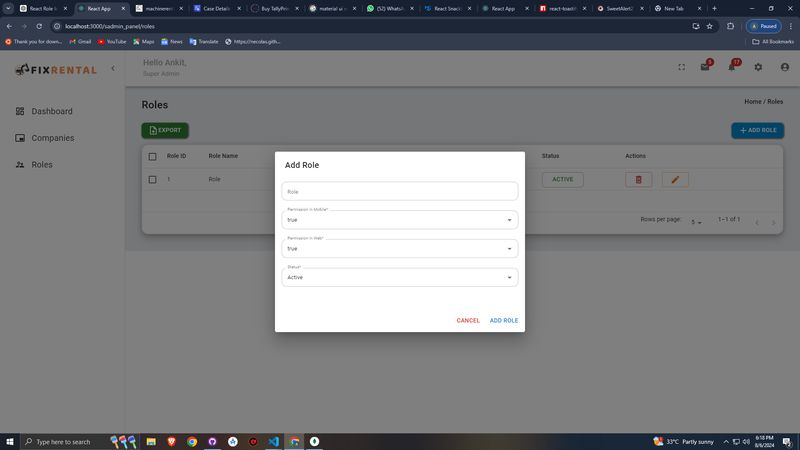 React Role M
React App
machinerent
Case Details
Buy TallyPrim
material ui m
(52) WhatsA
React Snackb
React App
react-toastif
SweetAlert2
New Tab
localhost:3000/sadmin_panel/roles
Paused
Thank you for down...
Gmail
YouTube
Maps
News
Translate
https://necolas.gith...
All Bookmarks
FIXRENTAL
Hello Ankit,
Super Admin
5
17
Dashboard
Companies
Roles
Roles
Home / Roles
EXPORT
ADD ROLE
Role ID
Role Name
Status
Actions
1
Role
ACTIVE
Rows per page:
5
1–1 of 1
Add Role
Role
Permission in Mobile*
true
Permission in Web*
true
Status*
Active
CANCEL
ADD ROLE
Type here to search
33°C Partly sunny
6:18 PM
8/6/2024